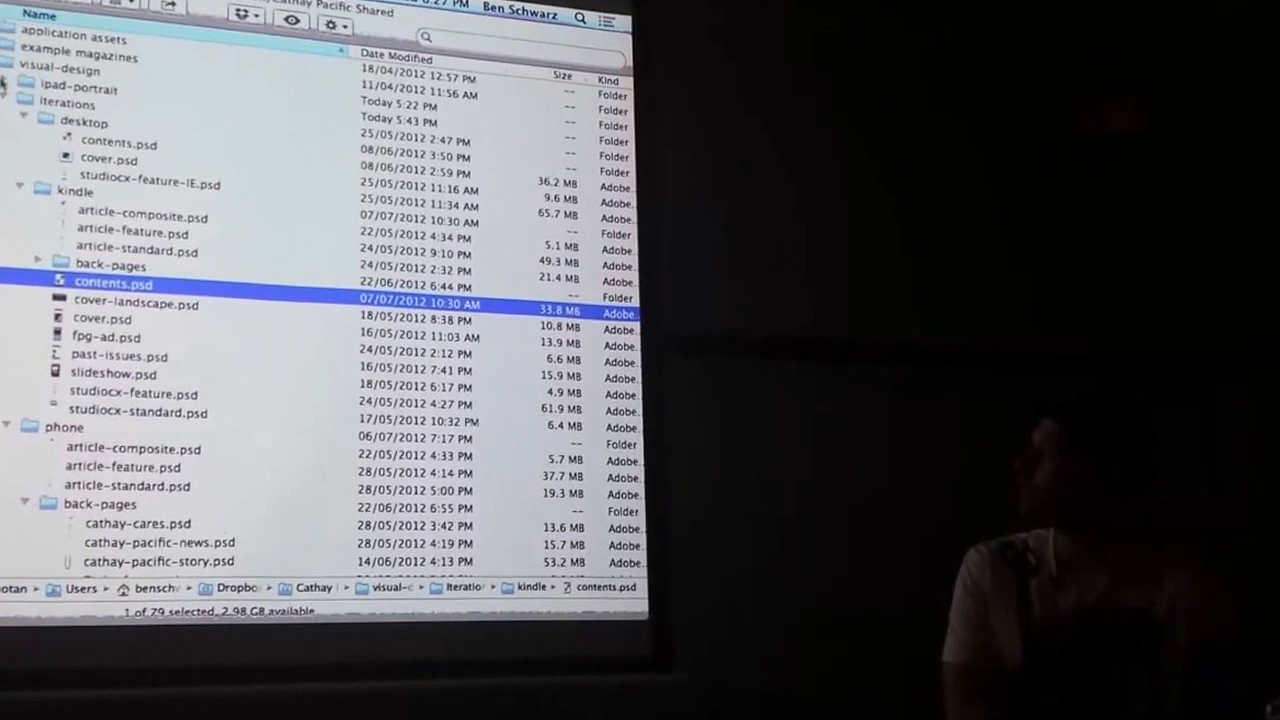 8:27 PM Ben Schwarz
Cathay Pacific Shared
Name Date Modified Size Kind
application assets 18/04/2012 12:57 PM -- Folder
example magazines 11/04/2012 11:56 AM -- Folder
visual-design Today 5:22 PM -- Folder
ipad-portrait Today 5:43 PM -- Folder
iterations 25/05/2012 2:47 PM -- Folder
desktop 08/06/2012 3:50 PM -- Folder
contents.psd 08/06/2012 2:59 PM 36.2 MB Adobe..
cover.psd 25/05/2012 11:16 AM 9.6 MB Adobe..
studiocx-feature-IE.psd 25/05/2012 11:34 AM 65.7 MB Adobe..
kindle 07/07/2012 10:30 AM -- Folder
article-composite.psd 22/05/2012 4:34 PM 5.1 MB Adobe..
article-feature.psd 24/05/2012 9:10 PM 49.3 MB Adobe..
article-standard.psd 24/05/2012 2:32 PM 21.4 MB Adobe..
back-pages 22/06/2012 6:44 PM -- Folder
contents.psd 07/07/2012 10:30 AM 33.8 MB Adobe..
cover-landscape.psd 18/05/2012 8:38 PM 10.8 MB Adobe..
cover.psd 16/05/2012 11:03 AM 13.9 MB Adobe..
fpg-ad.psd 24/05/2012 2:12 PM 6.6 MB Adobe..
past-issues.psd 16/05/2012 7:41 PM 15.9 MB Adobe..
slideshow.psd 18/05/2012 6:17 PM 4.9 MB Adobe..
studiocx-feature.psd 24/05/2012 4:27 PM 61.9 MB Adobe..
studiocx-standard.psd 17/05/2012 10:32 PM 6.4 MB Adobe..
phone 06/07/2012 7:17 PM -- Folder
article-composite.psd 22/05/2012 4:33 PM 5.7 MB Adobe..
article-feature.psd 28/05/2012 4:14 PM 37.7 MB Adobe..
article-standard.psd 28/05/2012 5:00 PM 19.3 MB Adobe..
back-pages 22/06/2012 6:55 PM -- Folder
cathay-cares.psd 28/05/2012 3:42 PM 13.6 MB Adobe..
cathay-pacific-news.psd 28/05/2012 4:19 PM 15.7 MB Adobe..
cathay-pacific-story.psd 14/06/2012 4:13 PM 53.2 MB Adobe..
otan Users bensch Dropbo Cathay visual- Iteratio kindle contents.psd
1 of 79 selected, 2.98 GB available